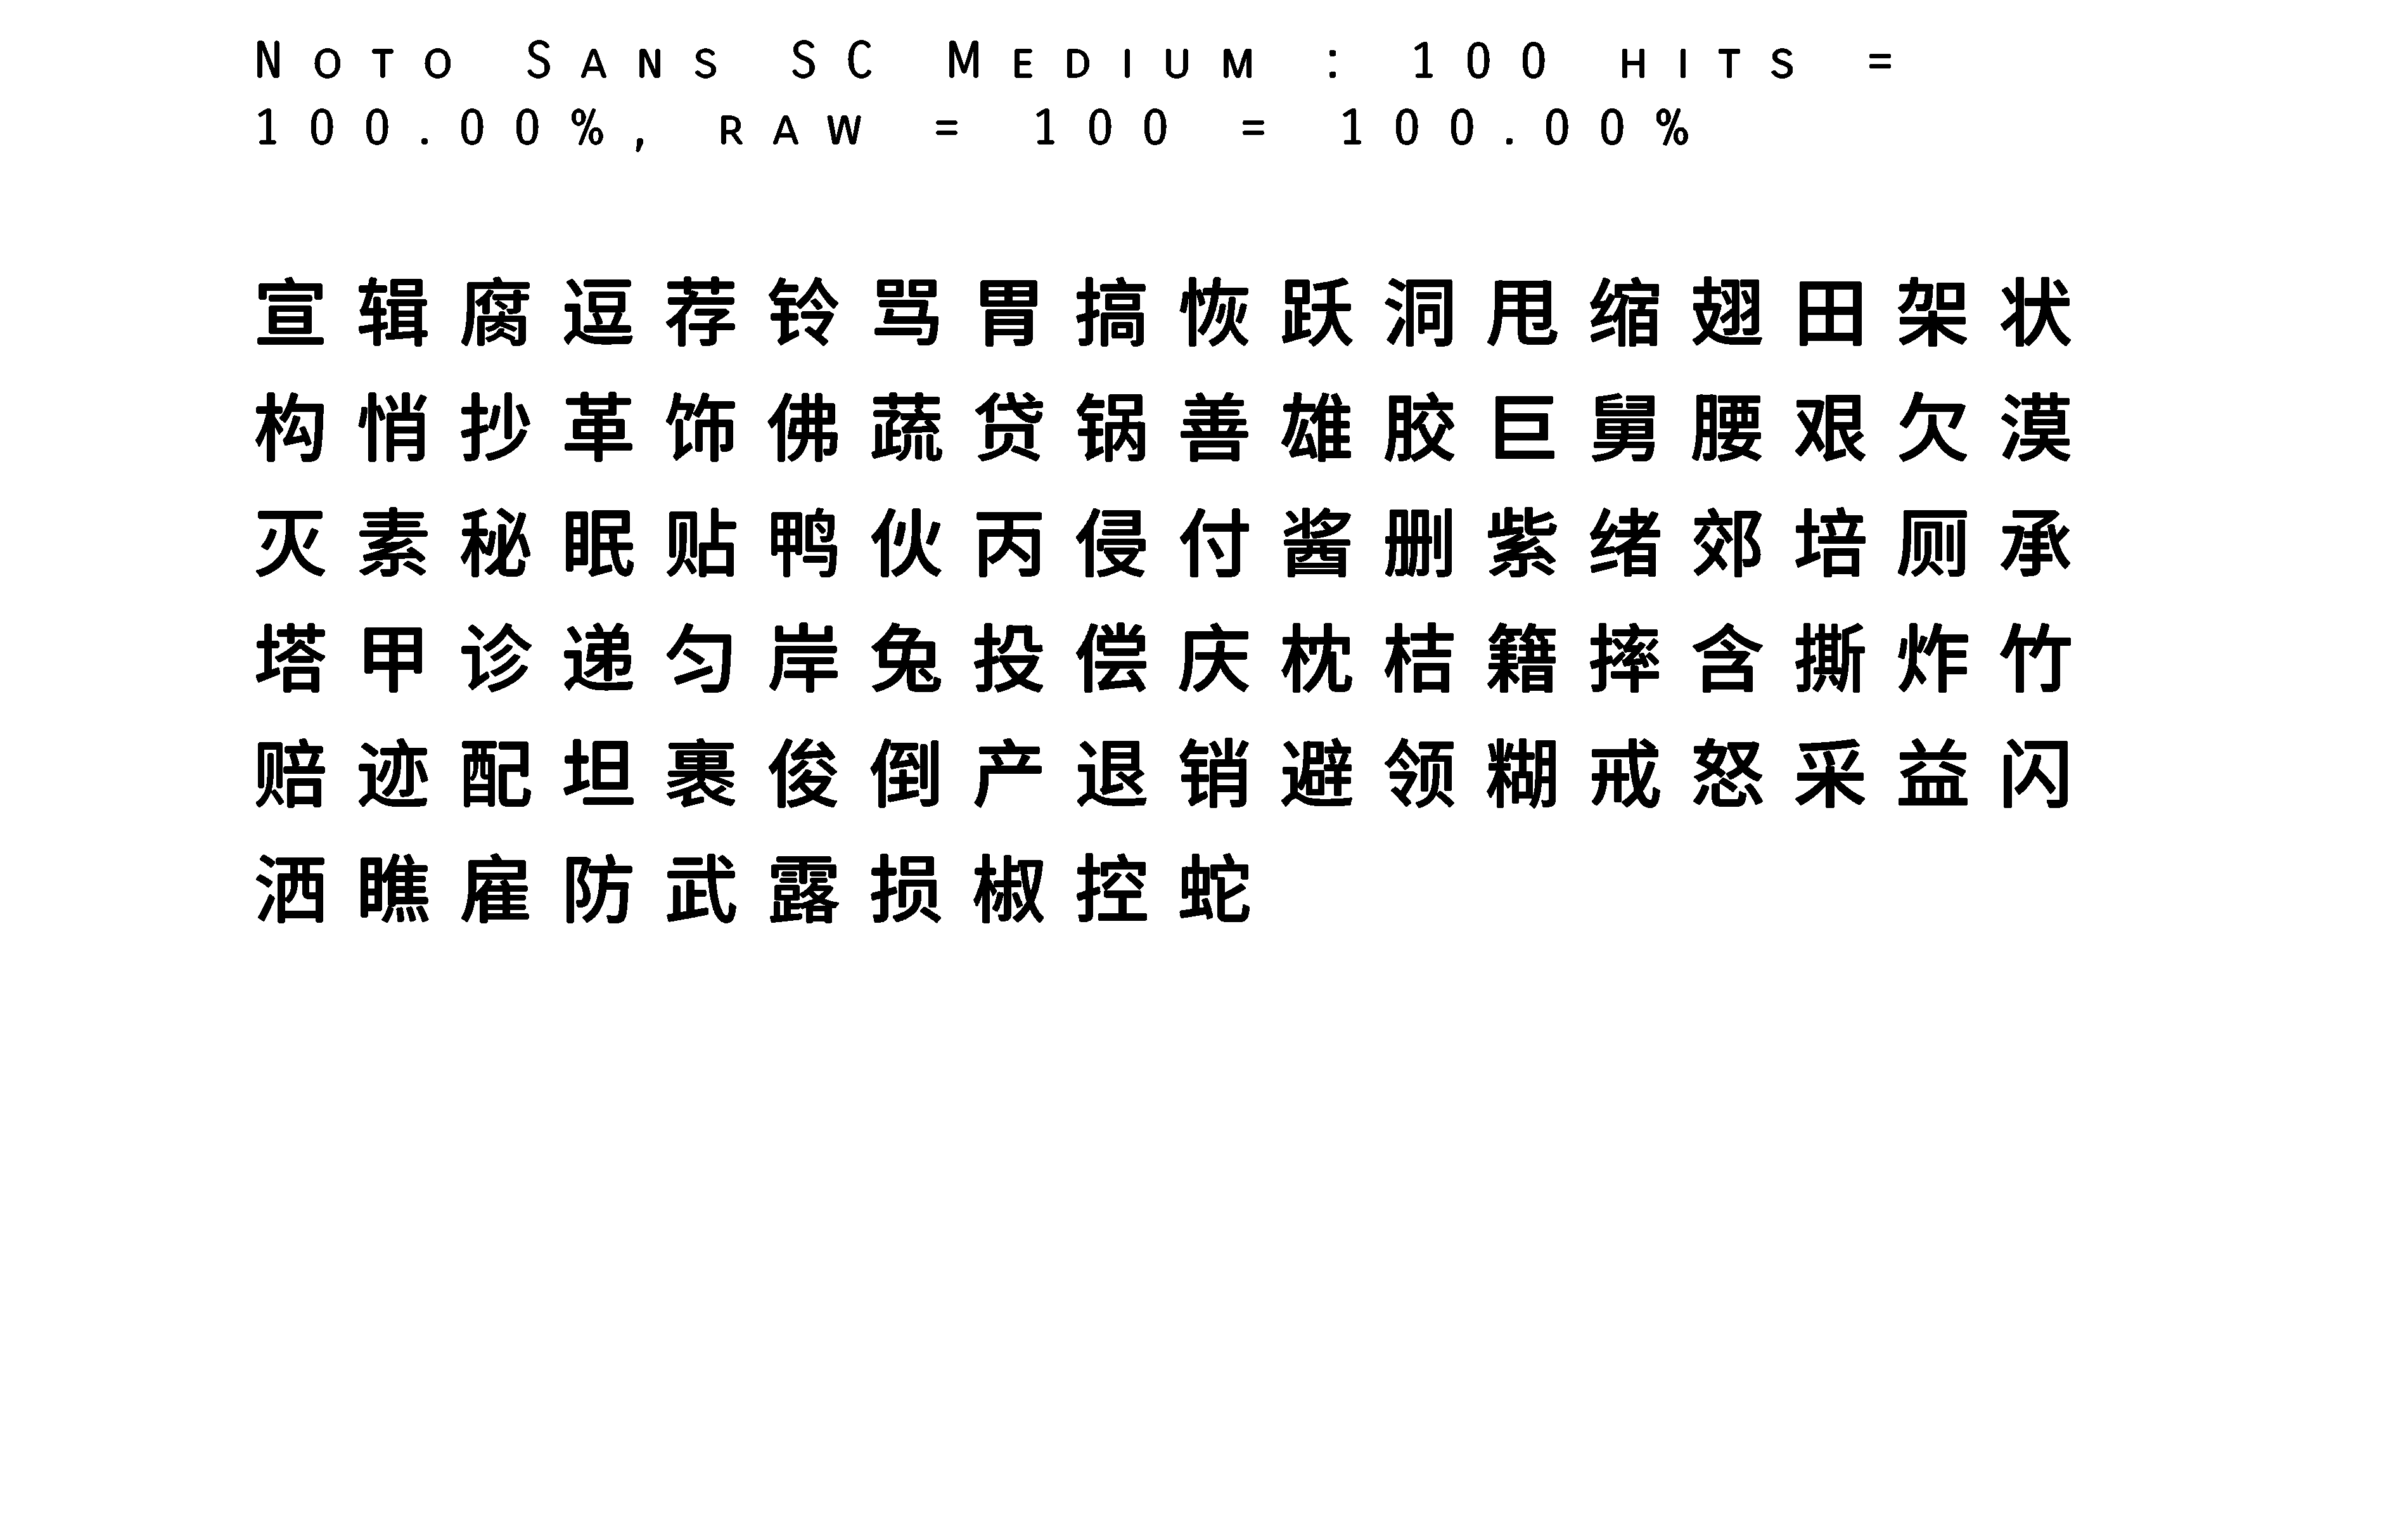 Noto Sans SC Medium : 100 hits =
100.00%, raw = 100 = 100.00%
宣辑腐逗荐铃骂胃搞恢跃洞甩缩翅田架状
构悄抄革饰佛蔬贷锅善雄胶巨舅腰艰欠漠
灭素秘眠贴鸭伙丙侵付酱删紫绪郊培厕承
塔甲诊递匀岸兔投偿庆枕桔籍摔含撕炸竹
赔迹配坦裹俊倒产退销避领糊戒怒采益闪
洒瞧雇防武露损椒控蛇